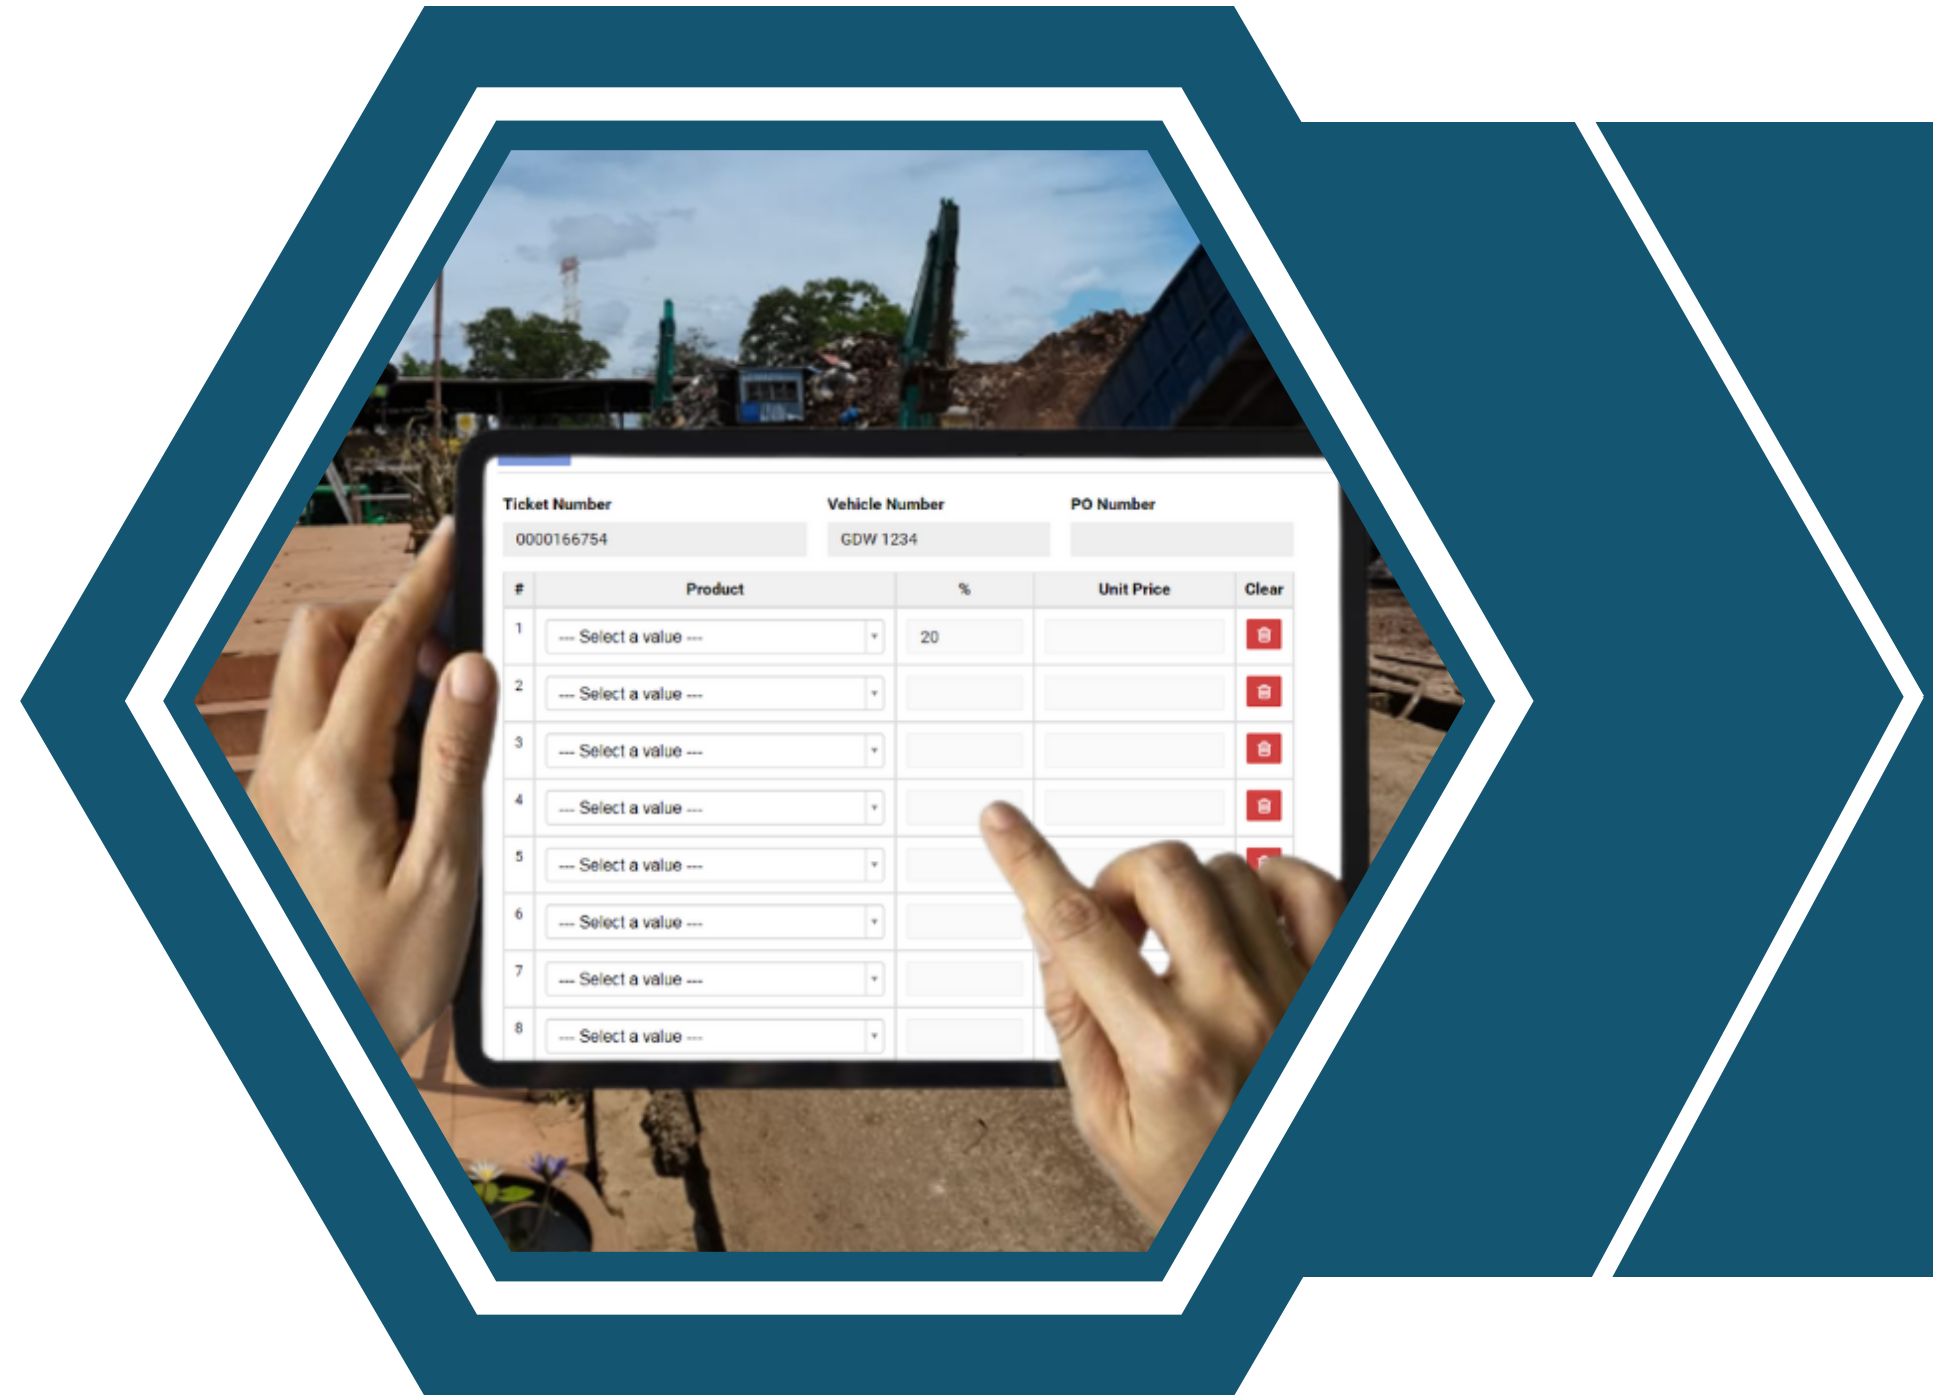 Ticket Number Vehicle Number PO Number
0000166754 GDW 1234
# Product % Unit Price Clear
1 --- Select a value --- 20
2 --- Select a value ---
3 --- Select a value ---
4 --- Select a value ---
5 --- Select a value ---
6 --- Select a value ---
7 --- Select a value ---
8 --- Select a value ---